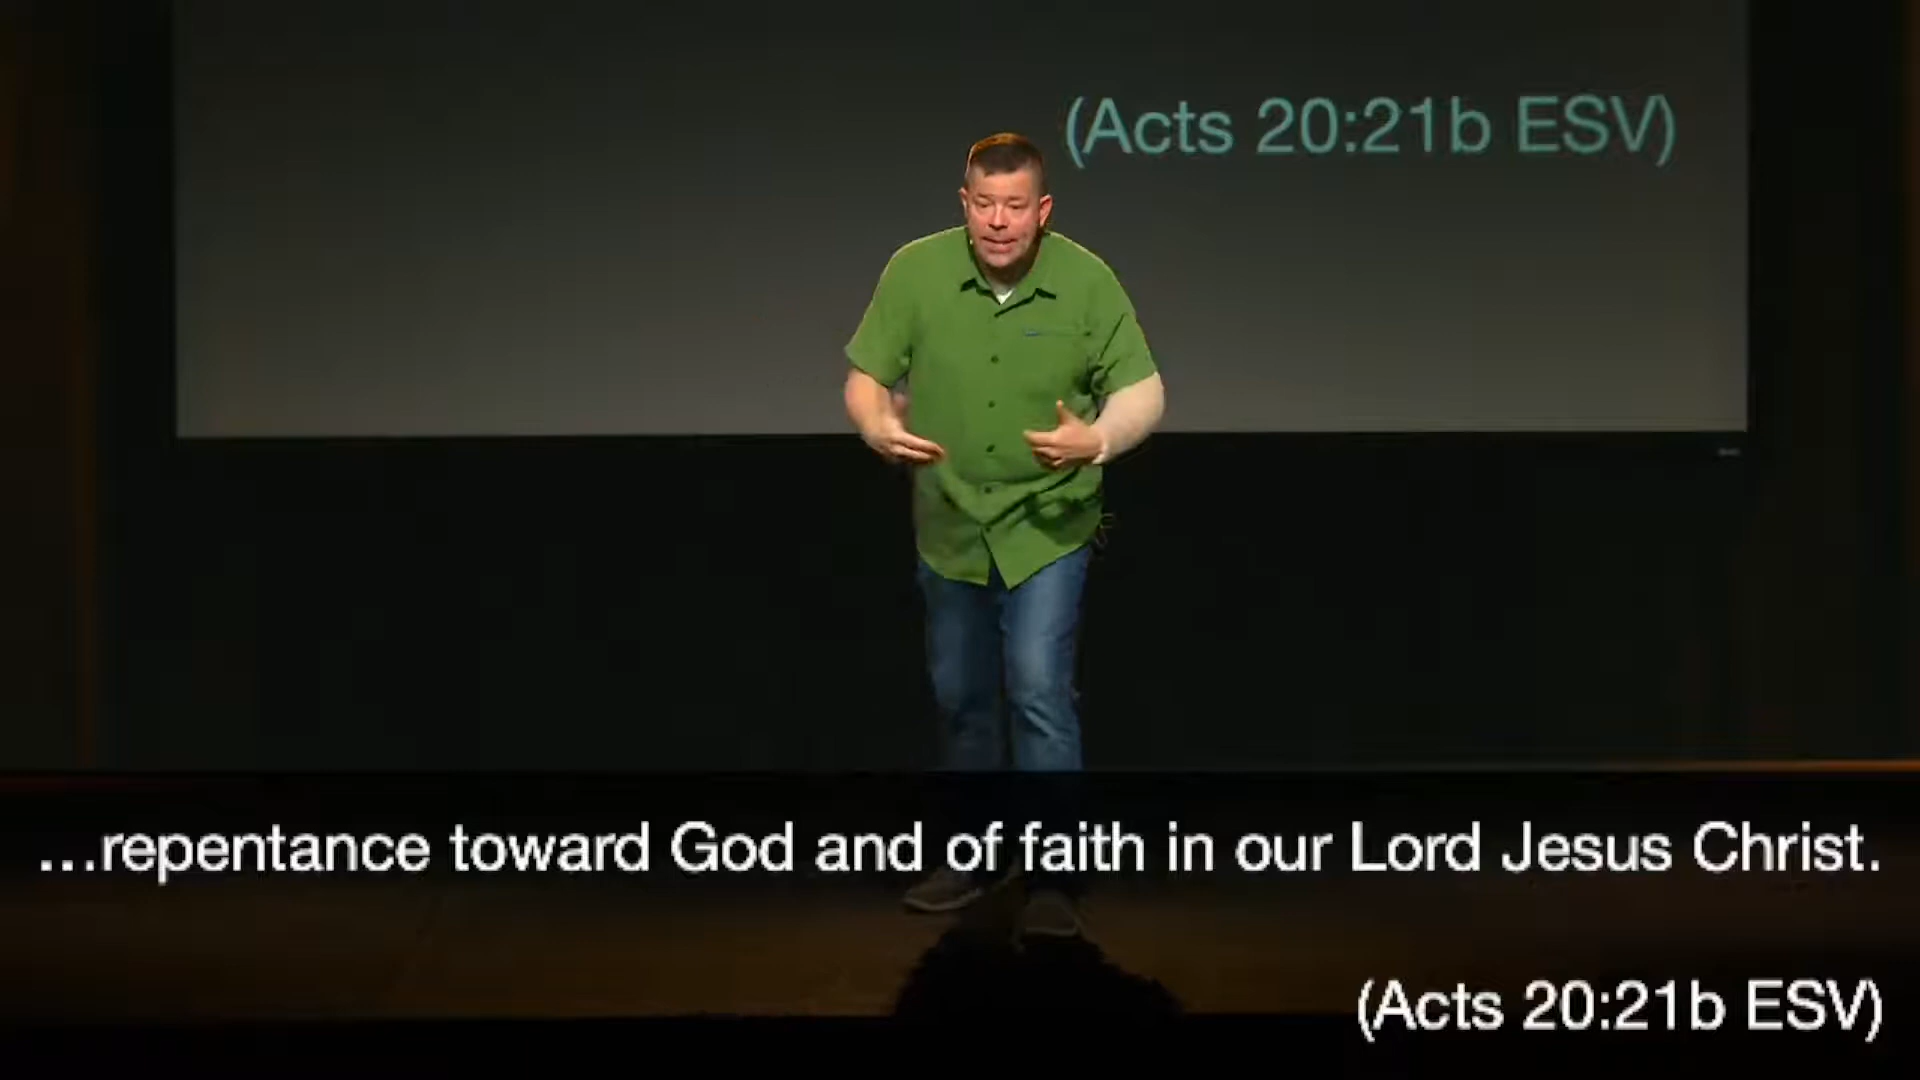 (Acts 20:21b ESV)
...repentance toward God and of faith in our Lord Jesus Christ.
(Acts 20:21b ESV)